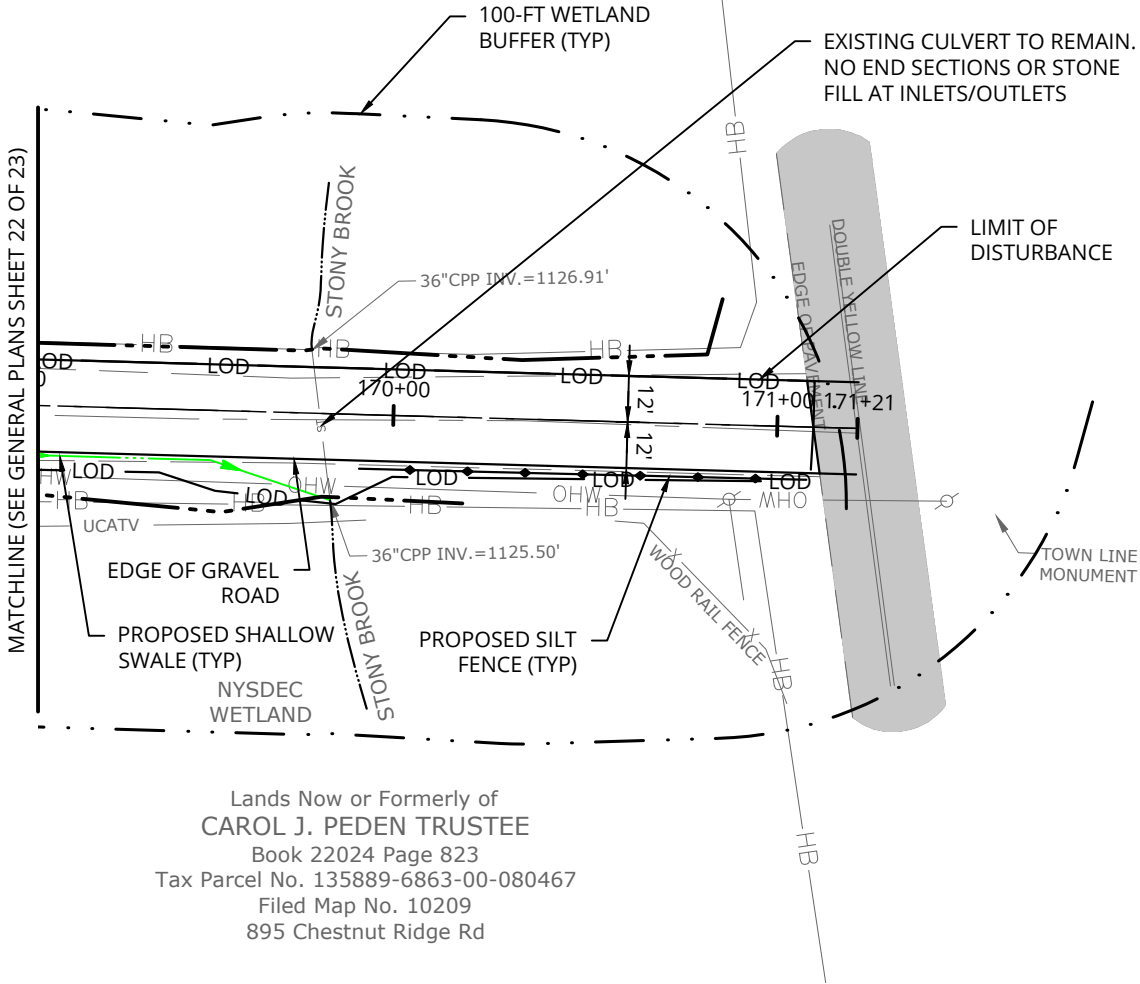 100-FT WETLAND
BUFFER (TYP)
EXISTING CULVERT TO REMAIN.
NO END SECTIONS OR STONE
FILL AT INLETS/OUTLETS
HB
MATCHLINE (SEE GENERAL PLANS SHEET 22 OF 23)
STONY BROOK
DOUBLE YELLOW LINE
LIMIT OF
DISTURBANCE
EDGE OF PAVEMENT
36"CPP INV.=1126.91'
HB
HB
HB
LOD
LOD
LOD
LOD
LOD
0
170+00
12'
171+00
171+21
12'
LOD
LOD
LOD
LOD
LOD
OHW
OHW
OHW
OHW
HB
HB
HB
HB
UCATV
36"CPP INV.=1125.50'
WOOD RAIL FENCE
TOWN LINE
MONUMENT
EDGE OF GRAVEL
ROAD
STONY BROOK
PROPOSED SHALLOW
SWALE (TYP)
PROPOSED SILT
FENCE (TYP)
HB
NYSDEC
WETLAND
Lands Now or Formerly of
CAROL J. PEDEN TRUSTEE
Book 22024 Page 823
Tax Parcel No. 135889-6863-00-080467
Filed Map No. 10209
895 Chestnut Ridge Rd
HB